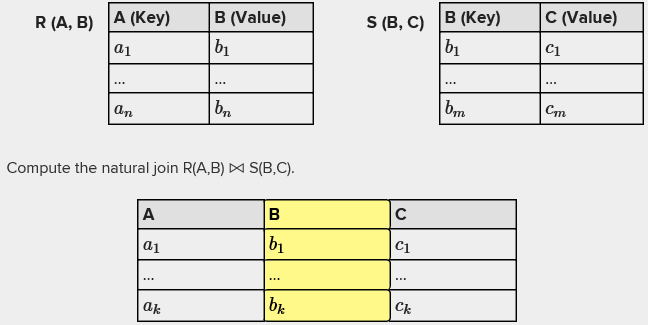 R (A, B) A (Key) B (Value) S (B, C) B (Key) C (Value)
a₁ b₁ b₁ c₁
... ... ... ...
aₙ bₙ bₘ cₘ
Compute the natural join R(A,B) ⋈ S(B,C).
A B C
a₁ b₁ c₁
... ... ...
aₖ bₖ cₖ